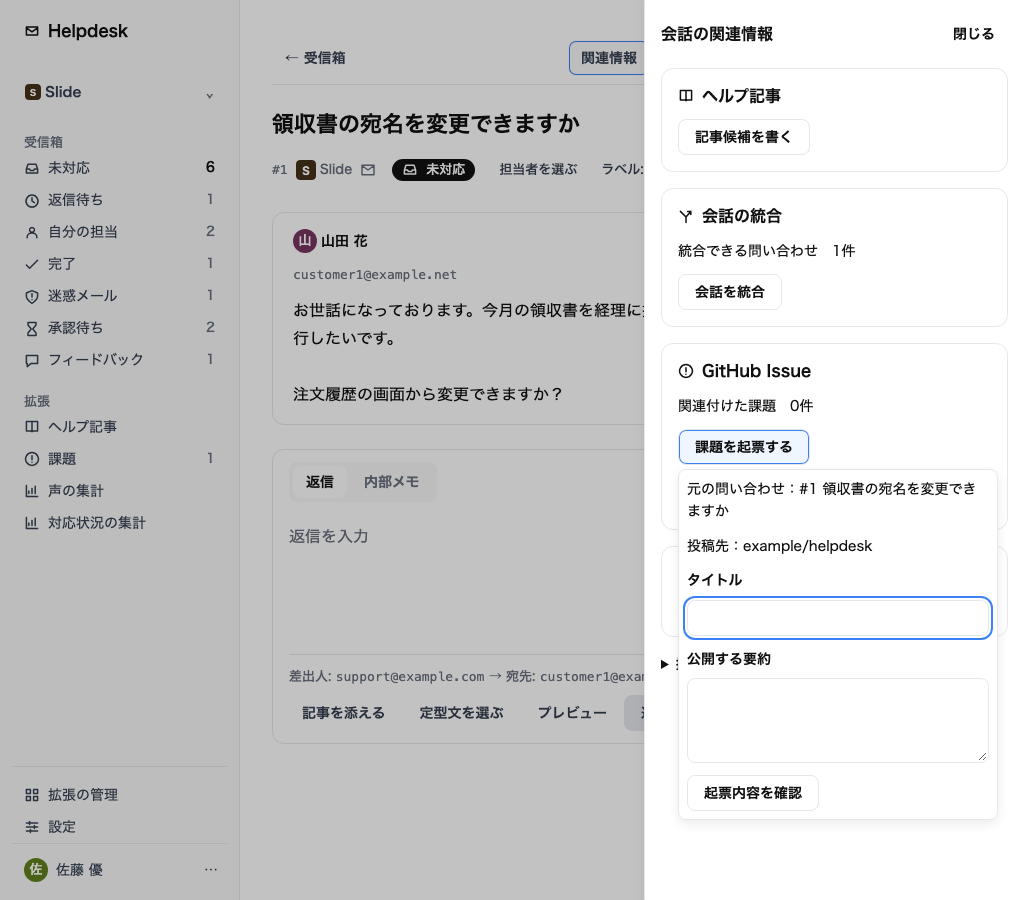 Helpdesk
S Slide
受信箱
未対応 6
返信待ち 1
自分の担当 2
完了 1
迷惑メール 1
承認待ち 2
フィードバック 1
拡張
ヘルプ記事
課題 1
声の集計
対応状況の集計
拡張の管理
設定
佐 佐藤 優 …
← 受信箱
関連情報
領収書の宛名を変更できますか
#1 S Slide 未対応 担当者を選ぶ ラベル:
山 山田 花
customer1@example.net
お世話になっております。今月の領収書を経理に
行したいです。
注文履歴の画面から変更できますか？
返信 内部メモ
返信を入力
差出人: support@example.com → 宛先: customer1@exam
記事を添える 定型文を選ぶ プレビュー
会話の関連情報 閉じる
ヘルプ記事
記事候補を書く
会話の統合
統合できる問い合わせ 1件
会話を統合
GitHub Issue
関連付けた課題 0件
課題を起票する
元の問い合わせ：#1 領収書の宛名を変更でき
ますか
投稿先：example/helpdesk
タイトル
公開する要約
起票内容を確認